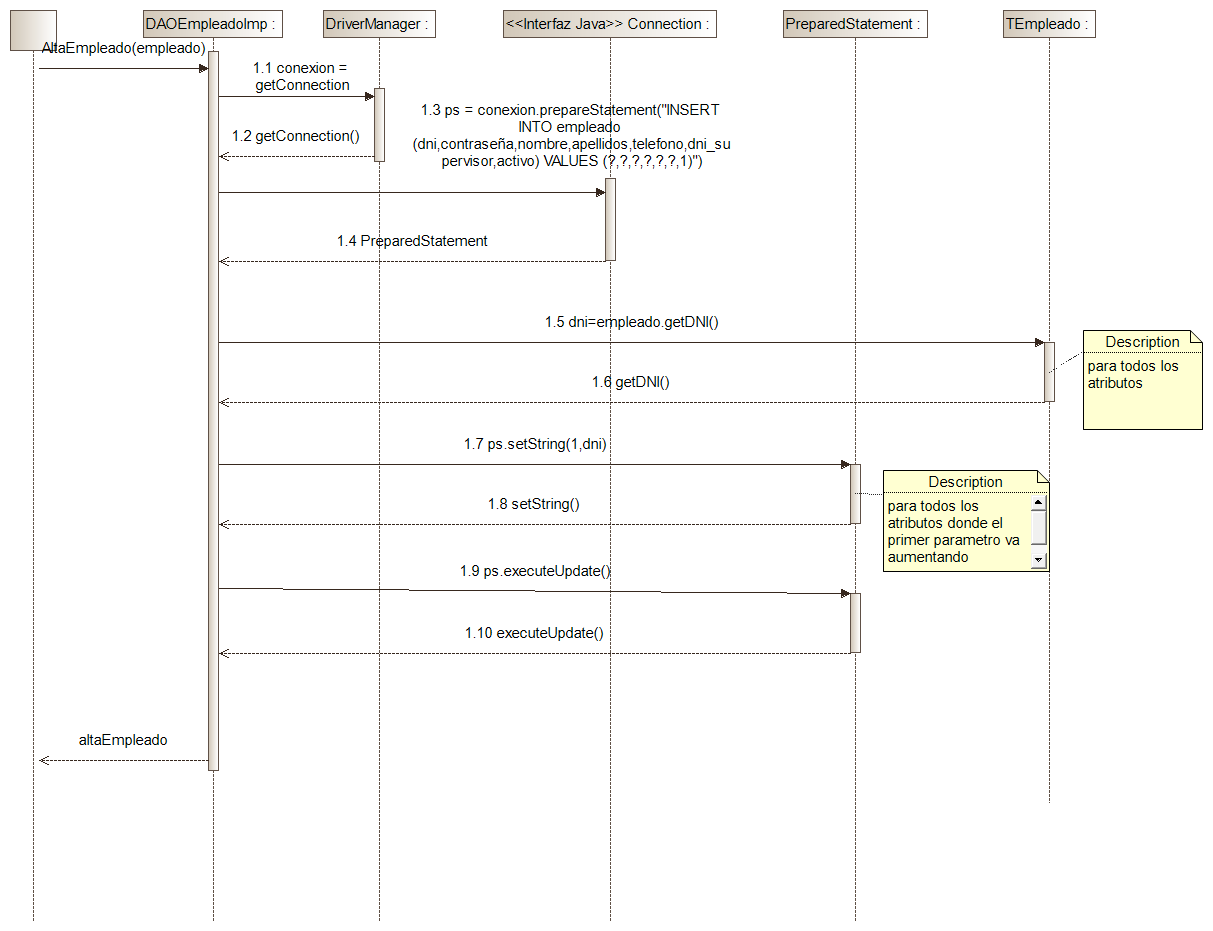 DAOEmpleadoImp :
DriverManager :
<<Interfaz Java>> Connection :
PreparedStatement :
TEmpleado :
AltaEmpleado(empleado)
1.1 conexion =
getConnection
1.2 getConnection()
1.3 ps = conexion.prepareStatement("INSERT
INTO empleado
(dni,contraseña,nombre,apellidos,telefono,dni_su
pervisor,activo) VALUES (?,?,?,?,?,?,1)")
1.4 PreparedStatement
1.5 dni=empleado.getDNI()
Description
para todos los
atributos
1.6 getDNI()
1.7 ps.setString(1,dni)
Description
para todos los
atributos donde el
primer parametro va
aumentando
1.8 setString()
1.9 ps.executeUpdate()
1.10 executeUpdate()
altaEmpleado